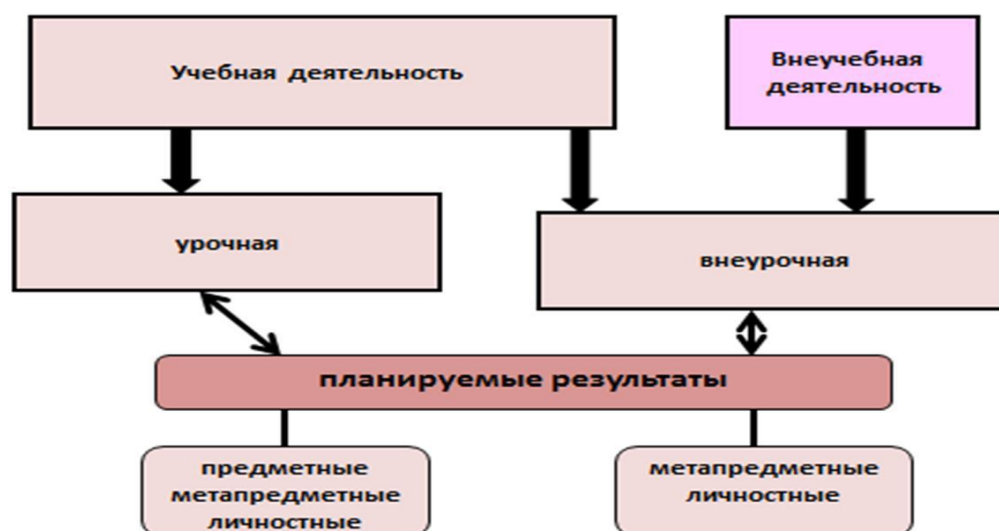 Учебная деятельность
Внеучебная
деятельность
урочная
внеурочная
планируемые результаты
предметные
метапредметные
личностные
метапредметные
личностные